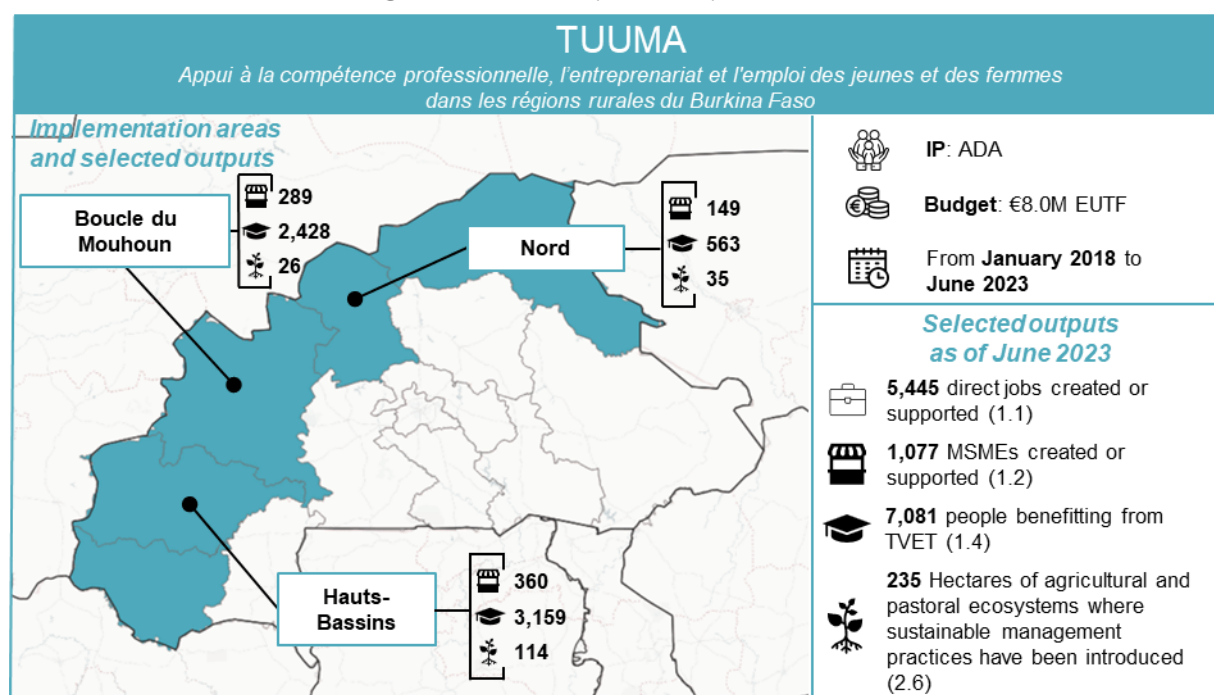 TUUMA
Appui à la compétence professionnelle, l'entreprenariat et l'emploi des jeunes et des femmes
dans les régions rurales du Burkina Faso
Implementation areas
and selected outputs
Boucle du
Mouhoun
289
2,428
26
Nord
149
563
35
Hauts-
Bassins
360
3,159
114
IP: ADA
Budget: €8.0M EUTF
From January 2018 to
June 2023
Selected outputs
as of June 2023
5,445 direct jobs created or
supported (1.1)
1,077 MSMEs created or
supported (1.2)
7,081 people benefitting from
TVET (1.4)
235 Hectares of agricultural and
pastoral ecosystems where
sustainable management
practices have been introduced
(2.6)